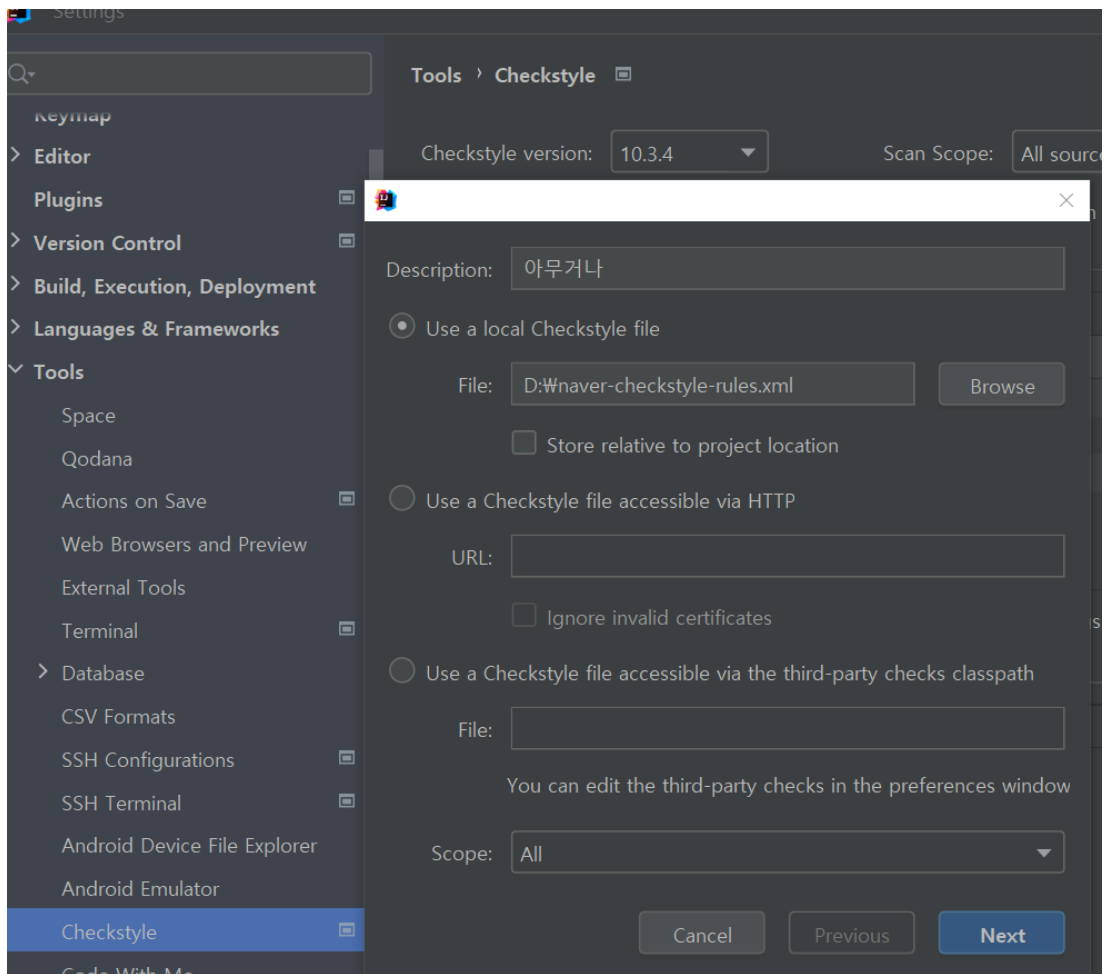 Settings
Keymap
Editor
Plugins
Version Control
Build, Execution, Deployment
Languages & Frameworks
Tools
Space
Qodana
Actions on Save
Web Browsers and Preview
External Tools
Terminal
Database
CSV Formats
SSH Configurations
SSH Terminal
Android Device File Explorer
Android Emulator
Checkstyle
Code With Me
Tools › Checkstyle
Checkstyle version: 10.3.4 Scan Scope: All source
Description: 아무거나
Use a local Checkstyle file
File: D:₩naver-checkstyle-rules.xml Browse
Store relative to project location
Use a Checkstyle file accessible via HTTP
URL:
Ignore invalid certificates
Use a Checkstyle file accessible via the third-party checks classpath
File:
You can edit the third-party checks in the preferences window
Scope: All
Cancel Previous Next